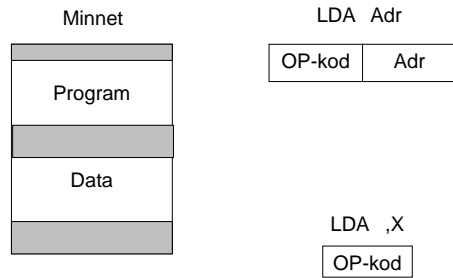 Minnet
Program
Data
LDA Adr
OP-kod Adr
LDA ,X
OP-kod